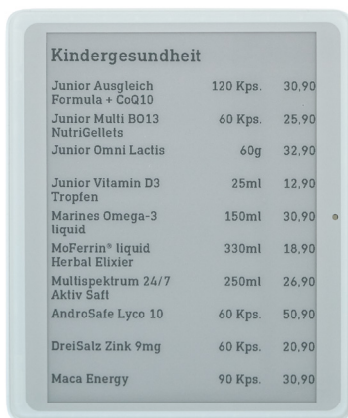 Kindergesundheit
Junior Ausgleich 120 Kps. 30,90
Formula + CoQ10
Junior Multi BO13 60 Kps. 25,90
NutriGellets
Junior Omni Lactis 60g 32,90
Junior Vitamin D3 25ml 12,90
Tropfen
Marines Omega-3 150ml 30,90
liquid
MoFerrin® liquid 330ml 18,90
Herbal Elixier
Multispektrum 24/7 250ml 26,90
Aktiv Saft
AndroSafe Lyco 10 60 Kps. 50,90
DreiSalz Zink 9mg 60 Kps. 20,90
Maca Energy 90 Kps. 30,90